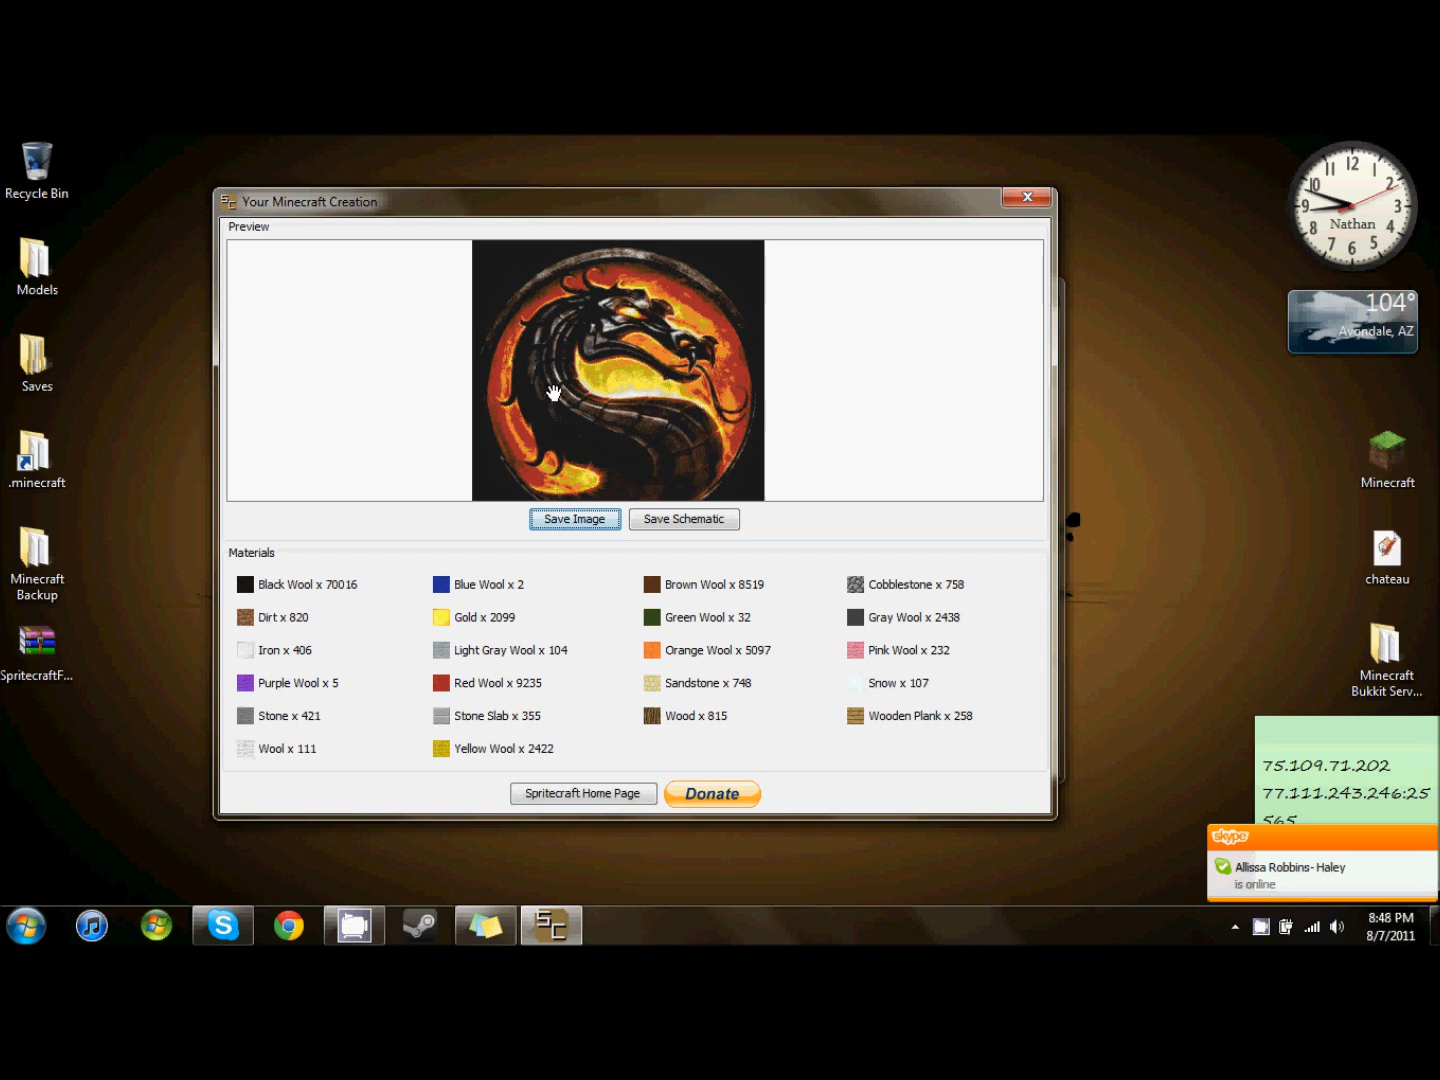 Recycle Bin
Models
Saves
.minecraft
Minecraft
Backup
SpritecraftF...
Your Minecraft Creation
Preview
Save Image
Save Schematic
Materials
Black Wool x 70016
Blue Wool x 2
Brown Wool x 8519
Cobblestone x 758
Dirt x 820
Gold x 2099
Green Wool x 32
Gray Wool x 2438
Iron x 406
Light Gray Wool x 104
Orange Wool x 5097
Pink Wool x 232
Purple Wool x 5
Red Wool x 9235
Sandstone x 748
Snow x 107
Stone x 421
Stone Slab x 355
Wood x 815
Wooden Plank x 258
Wool x 111
Yellow Wool x 2422
Spritecraft Home Page
Donate
12
1
2
3
4
5
6
7
8
9
10
11
Nathan
104°
Avondale, AZ
Minecraft
chateau
Minecraft
Bukkit Serv...
75.109.71.202
77.111.243.246:25
565
skype
Allissa Robbins-Haley
is online
S
SC
8:48 PM
8/7/2011